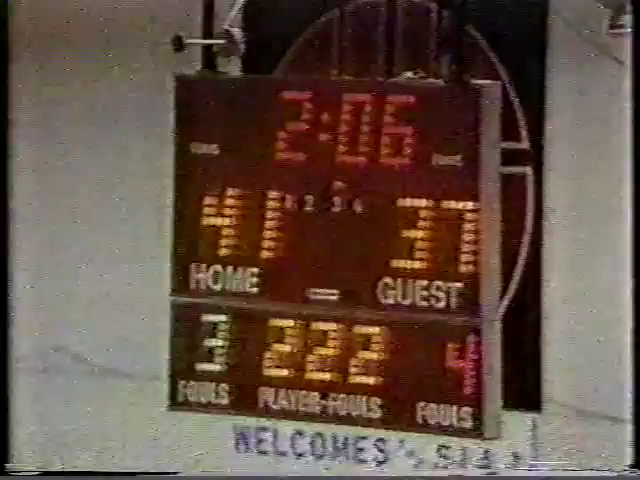 2:06
1 2 3 4
41 37
HOME GUEST
3 222 4
FOULS PLAYER-FOULS FOULS
WELCOMES